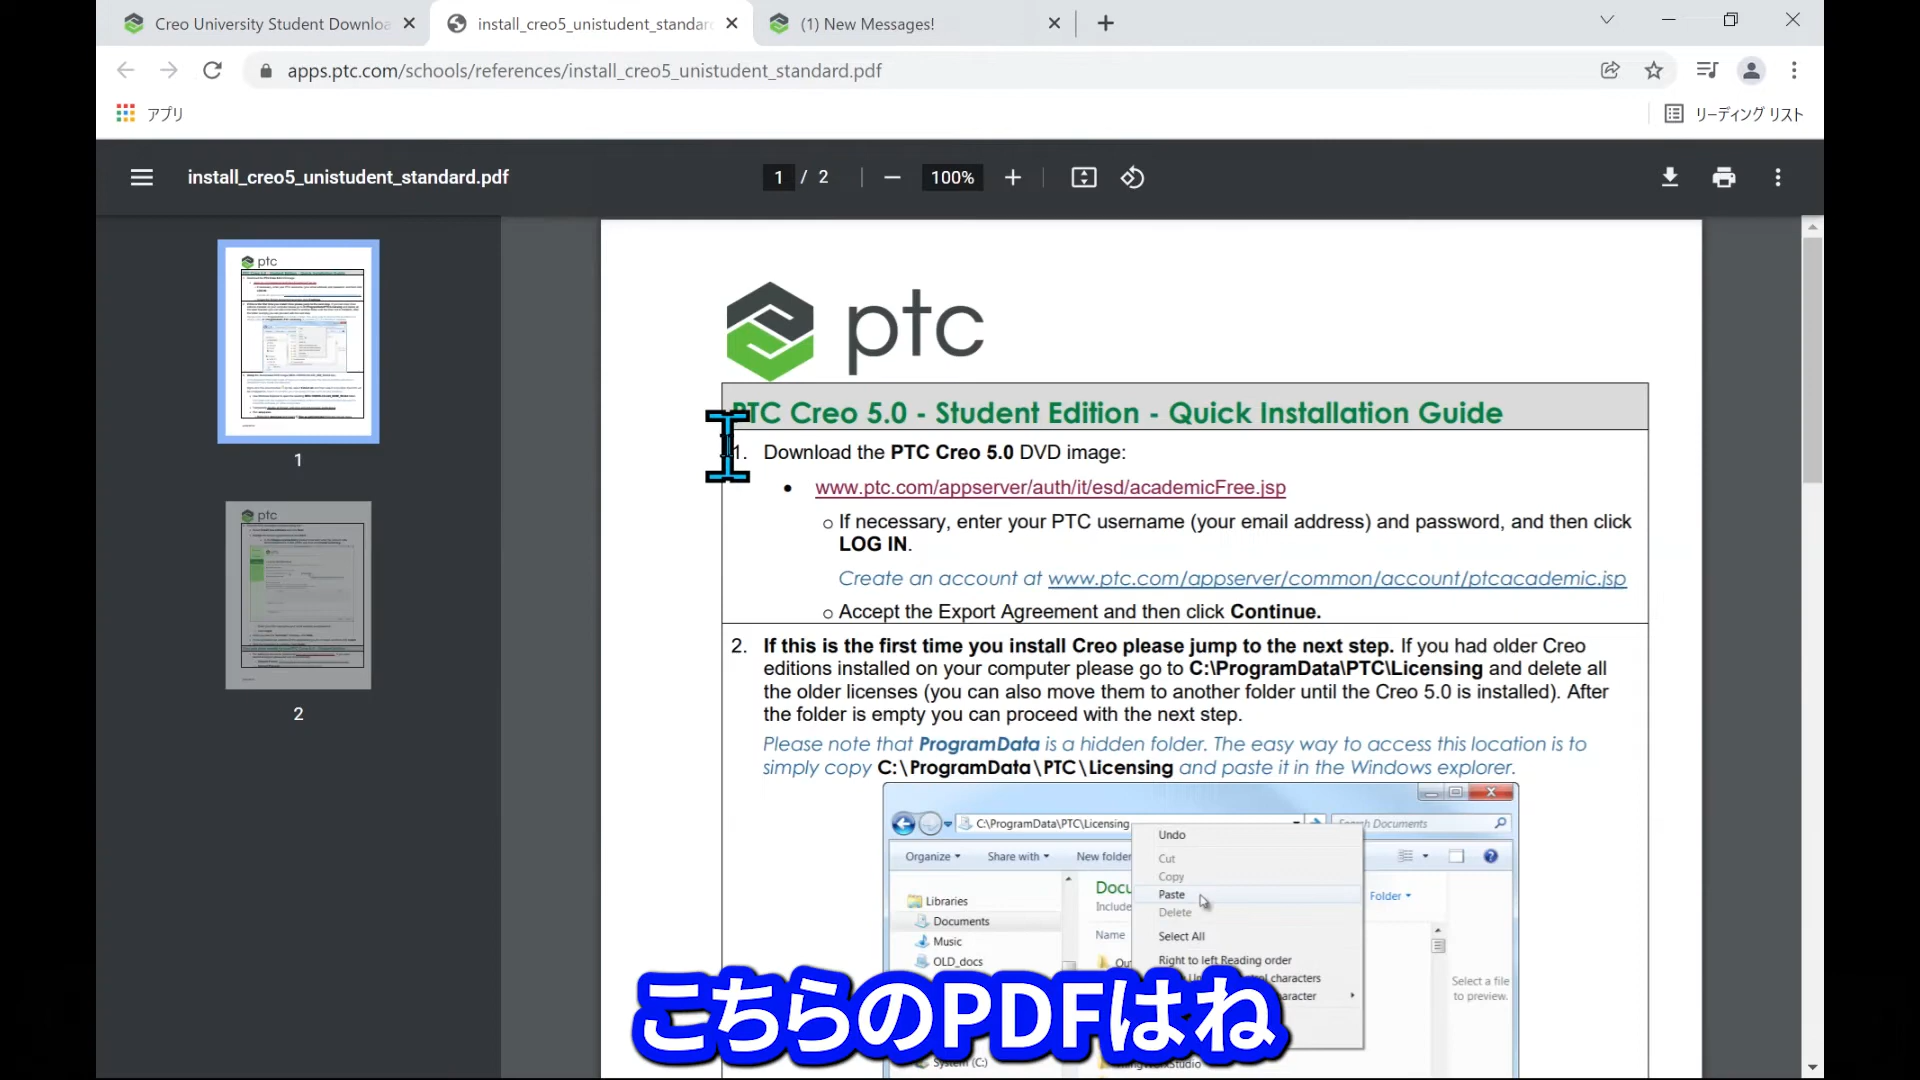 Creo University Student Downloa
install_creo5_unistudent_standard
(1) New Messages!
apps.ptc.com/schools/references/install_creo5_unistudent_standard.pdf
アプリ
リーディング リスト
install_creo5_unistudent_standard.pdf
1 / 2
100%
ptc
1
ptc
2
ptc
PTC Creo 5.0 - Student Edition - Quick Installation Guide
1. Download the PTC Creo 5.0 DVD image:
• www.ptc.com/appserver/auth/it/esd/academicFree.jsp
o If necessary, enter your PTC username (your email address) and password, and then click
LOG IN.
Create an account at www.ptc.com/appserver/common/account/ptcacademic.jsp
o Accept the Export Agreement and then click Continue.
2. If this is the first time you install Creo please jump to the next step. If you had older Creo
editions installed on your computer please go to C:\ProgramData\PTC\Licensing and delete all
the older licenses (you can also move them to another folder until the Creo 5.0 is installed). After
the folder is empty you can proceed with the next step.
Please note that ProgramData is a hidden folder. The easy way to access this location is to
simply copy C:\ProgramData\PTC\Licensing and paste it in the Windows explorer.
C:\ProgramData\PTC\Licensing
Documents
Organize
Share with
New folder
Undo
Cut
Copy
Paste
Delete
Select All
Right to left Reading order
Libraries
Documents
Music
OLD_docs
System (C:)
Docu
Include
Name
Folder
Select a file
to preview.
こちらのPDFはね